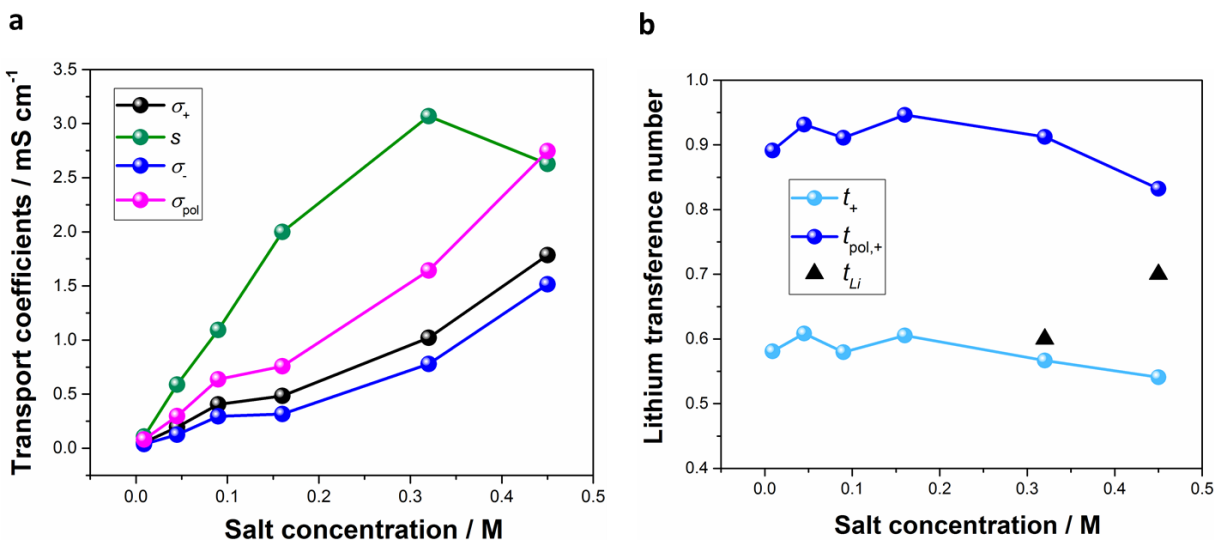 a
Transport coefficients / mS cm⁻¹
3.5
3.0
2.5
2.0
1.5
1.0
0.5
0.0
σ₊
s
σ₋
σpol
0.0 0.1 0.2 0.3 0.4 0.5
Salt concentration / M
b
Lithium transference number
1.0
0.9
0.8
0.7
0.6
0.5
0.4
t₊
tpol,+
tLi
0.0 0.1 0.2 0.3 0.4 0.5
Salt concentration / M